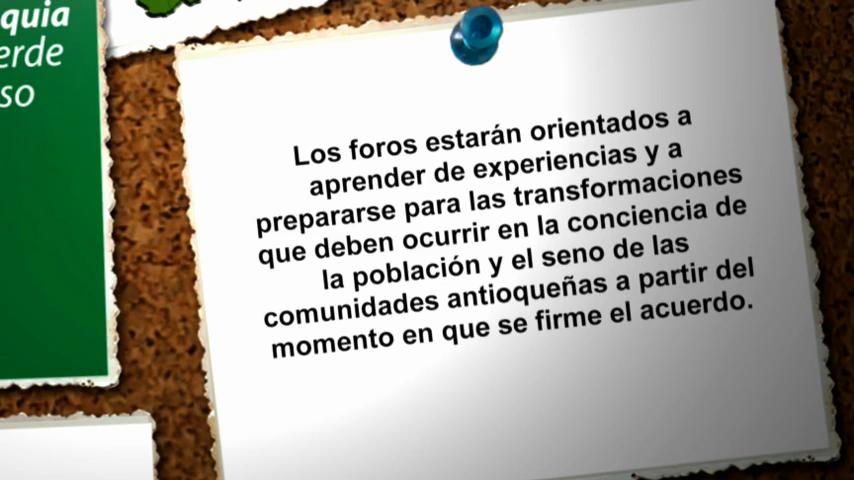 quia
erde
so
Los foros estarán orientados a
aprender de experiencias y a
prepararse para las transformaciones
que deben ocurrir en la conciencia de
la población y el seno de las
comunidades antioqueñas a partir del
momento en que se firme el acuerdo.